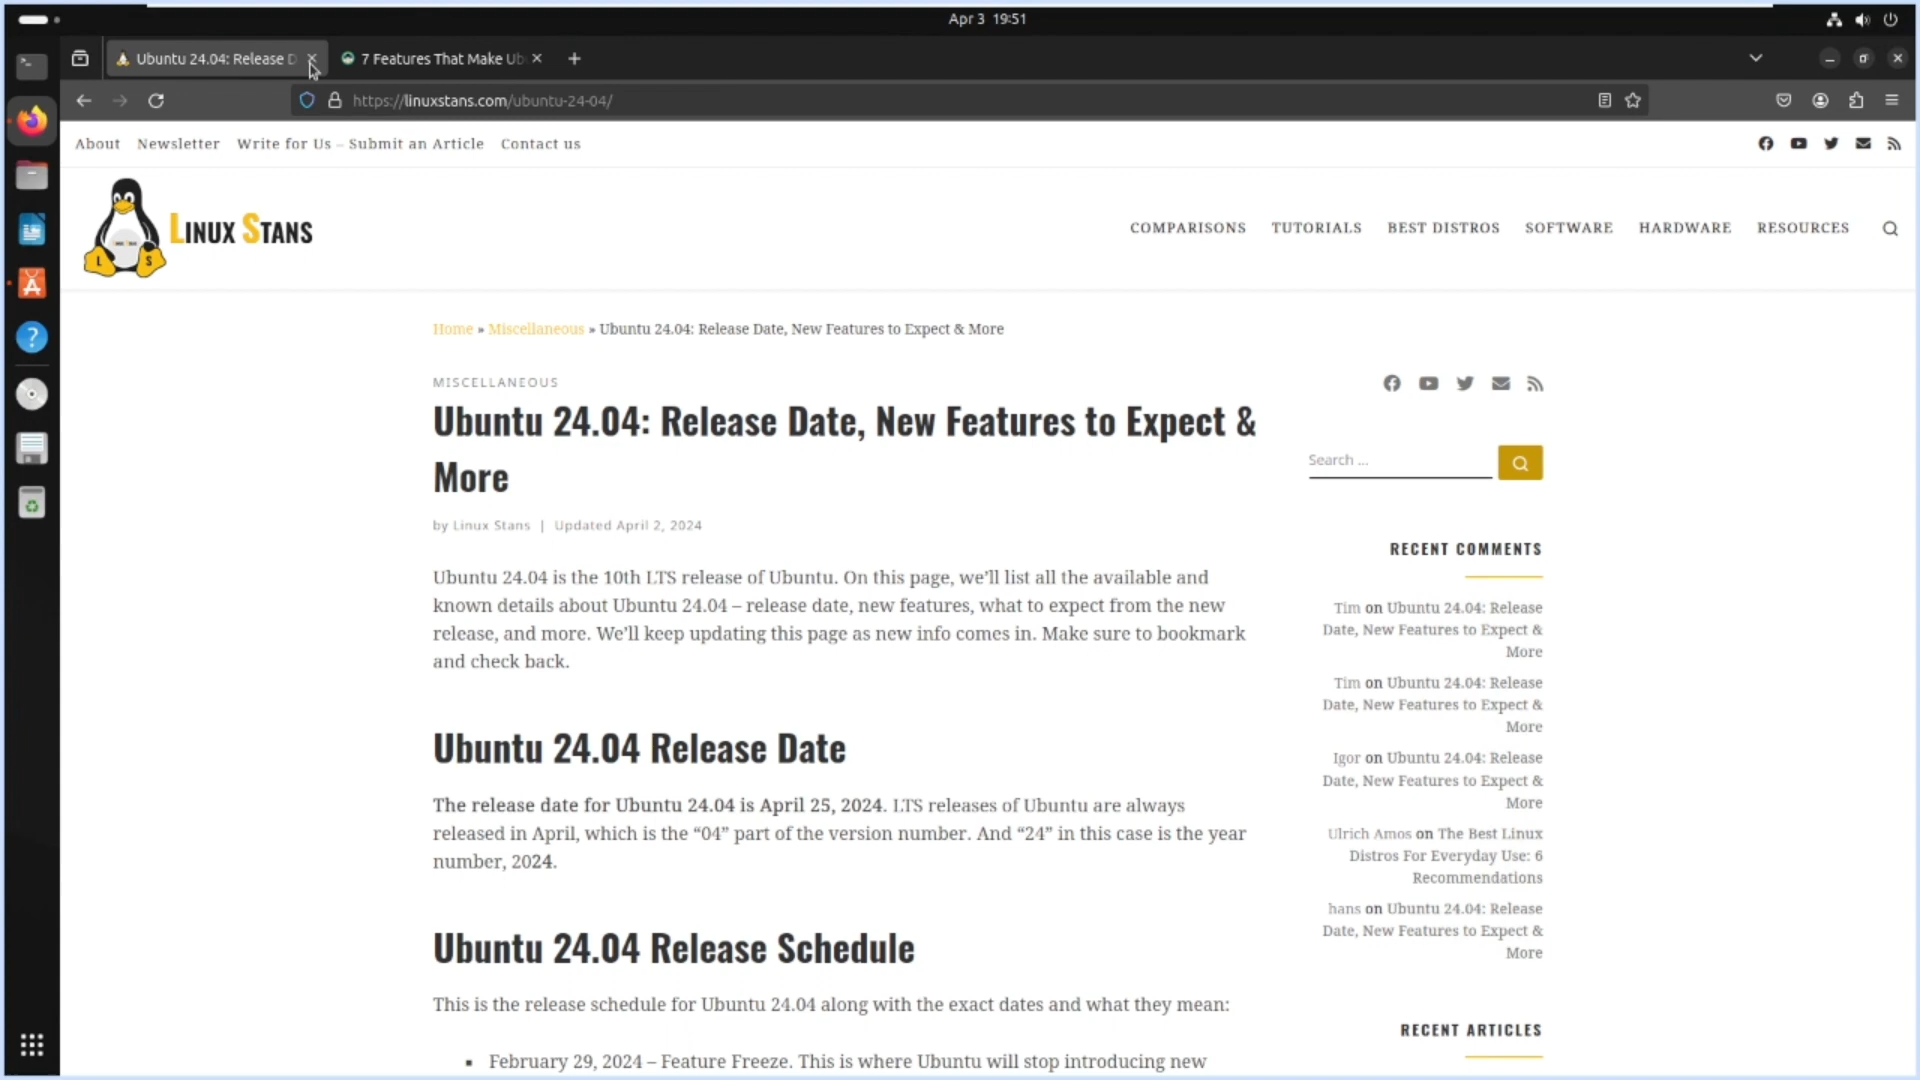 Apr 3 19:51
Ubuntu 24.04: Release D
7 Features That Make Ub
https://linuxstans.com/ubuntu-24-04/
About Newsletter Write for Us – Submit an Article Contact us
LINUX STANS
L S
COMPARISONS TUTORIALS BEST DISTROS SOFTWARE HARDWARE RESOURCES
Home » Miscellaneous » Ubuntu 24.04: Release Date, New Features to Expect & More
MISCELLANEOUS
Ubuntu 24.04: Release Date, New Features to Expect &
More
by Linux Stans | Updated April 2, 2024
Ubuntu 24.04 is the 10th LTS release of Ubuntu. On this page, we’ll list all the available and
known details about Ubuntu 24.04 – release date, new features, what to expect from the new
release, and more. We’ll keep updating this page as new info comes in. Make sure to bookmark
and check back.
Ubuntu 24.04 Release Date
The release date for Ubuntu 24.04 is April 25, 2024. LTS releases of Ubuntu are always
released in April, which is the “04” part of the version number. And “24” in this case is the year
number, 2024.
Ubuntu 24.04 Release Schedule
This is the release schedule for Ubuntu 24.04 along with the exact dates and what they mean:
▪ February 29, 2024 – Feature Freeze. This is where Ubuntu will stop introducing new
Search ...
RECENT COMMENTS
Tim on Ubuntu 24.04: Release
Date, New Features to Expect &
More
Tim on Ubuntu 24.04: Release
Date, New Features to Expect &
More
Igor on Ubuntu 24.04: Release
Date, New Features to Expect &
More
Ulrich Amos on The Best Linux
Distros For Everyday Use: 6
Recommendations
hans on Ubuntu 24.04: Release
Date, New Features to Expect &
More
RECENT ARTICLES